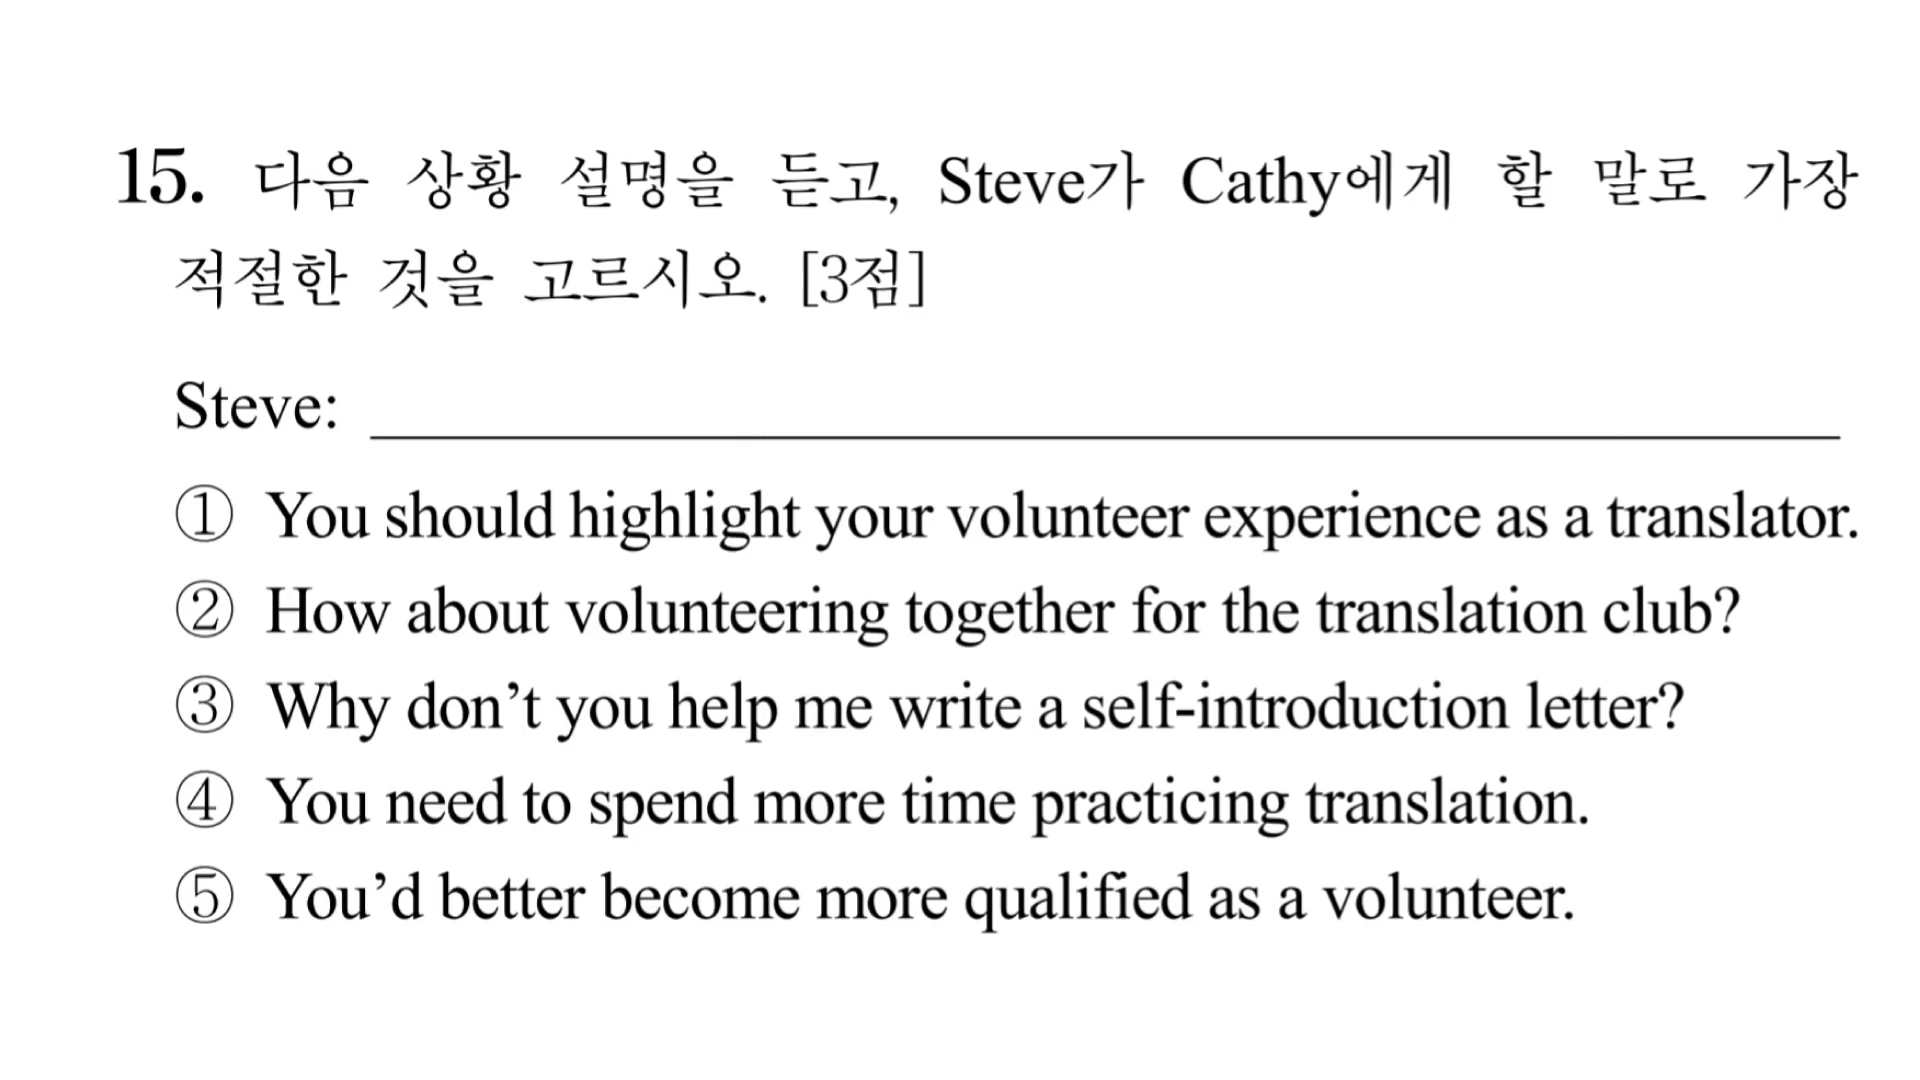 15. 다음 상황 설명을 듣고, Steve가 Cathy에게 할 말로 가장
적절한 것을 고르시오. [3점]
Steve: 
① You should highlight your volunteer experience as a translator.
② How about volunteering together for the translation club?
③ Why don’t you help me write a self-introduction letter?
④ You need to spend more time practicing translation.
⑤ You’d better become more qualified as a volunteer.